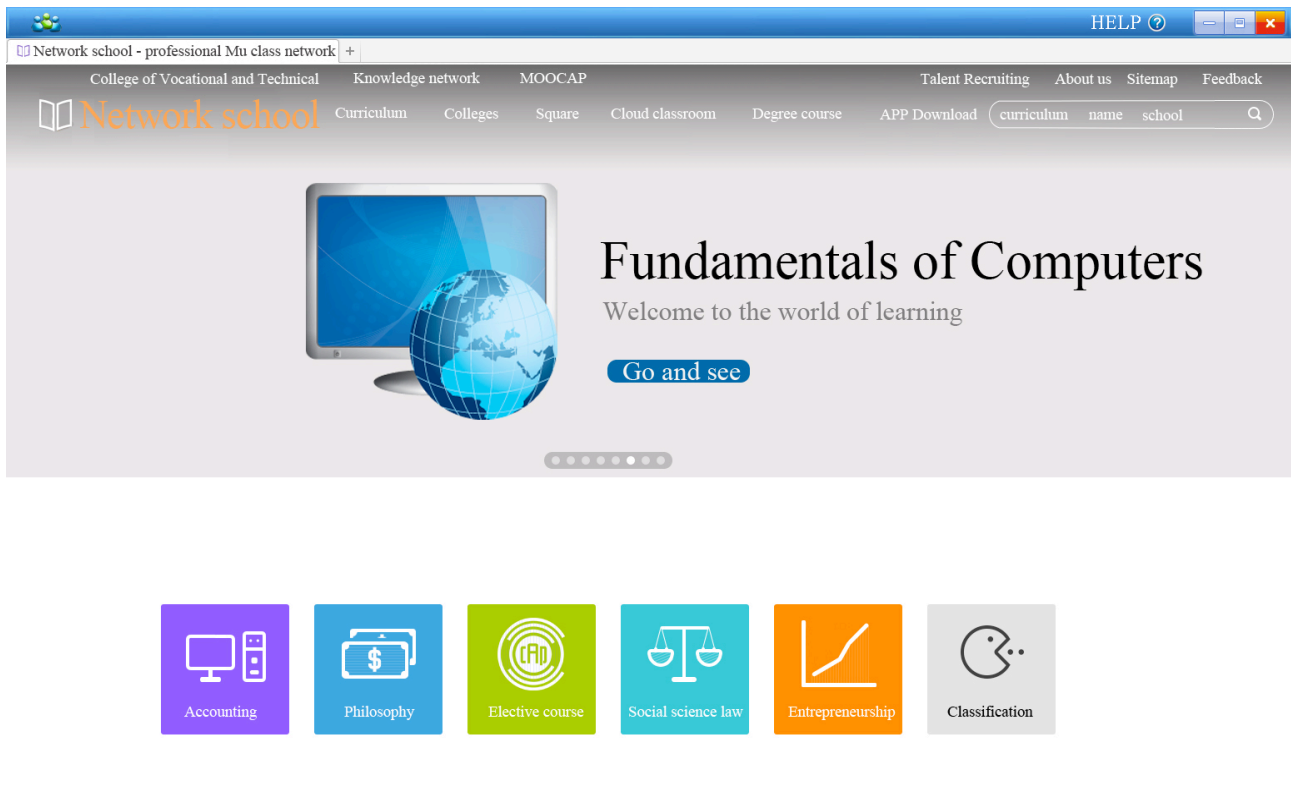 HELP ?
Network school - professional Mu class network +
College of Vocational and Technical Knowledge network MOOCAP Talent Recruiting About us Sitemap Feedback
Network school Curriculum Colleges Square Cloud classroom Degree course APP Download curriculum name school
Fundamentals of Computers
Welcome to the world of learning
Go and see
$ CAD
Accounting Philosophy Elective course Social science law Entrepreneurship Classification